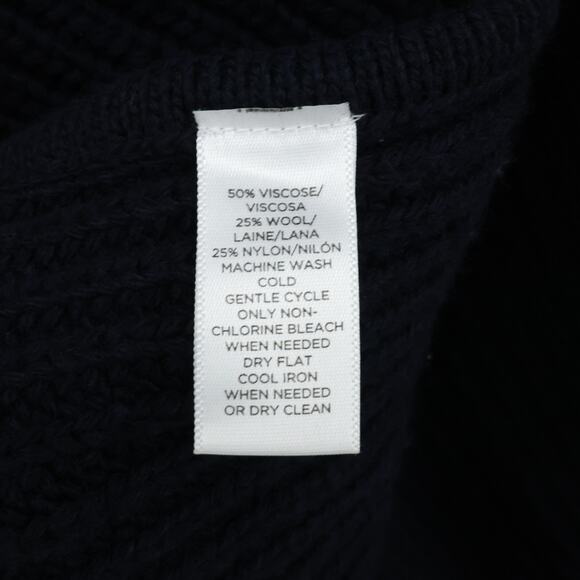 50% VISCOSE/
VISCOSA
25% WOOL/
LAINE/LANA
25% NYLON/NILÓN
MACHINE WASH
COLD
GENTLE CYCLE
ONLY NON-
CHLORINE BLEACH
WHEN NEEDED
DRY FLAT
COOL IRON
WHEN NEEDED
OR DRY CLEAN